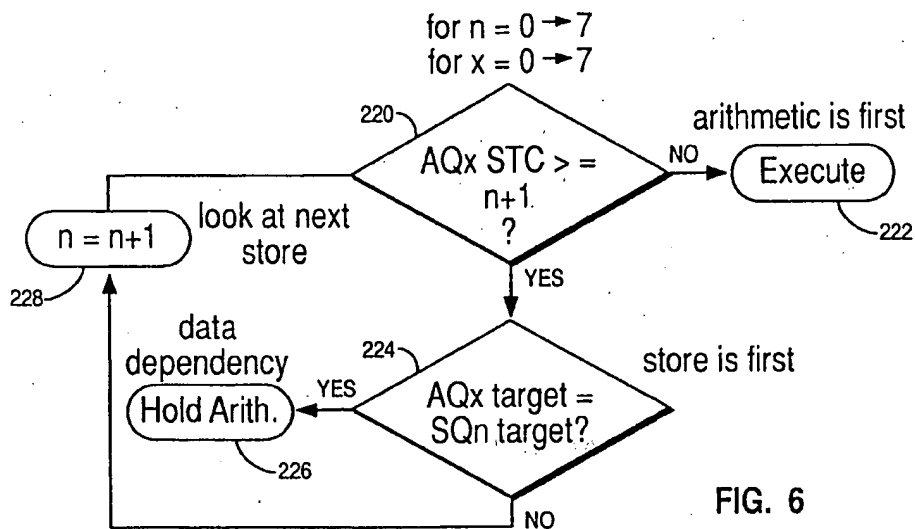 for n = 0 → 7
for x = 0 → 7
220
AQx STC > =
n+1
?
NO
arithmetic is first
Execute
222
look at next
store
n = n+1
228
YES
data
dependency
224
store is first
YES
Hold Arith.
226
AQx target =
SQn target?
NO
FIG. 6